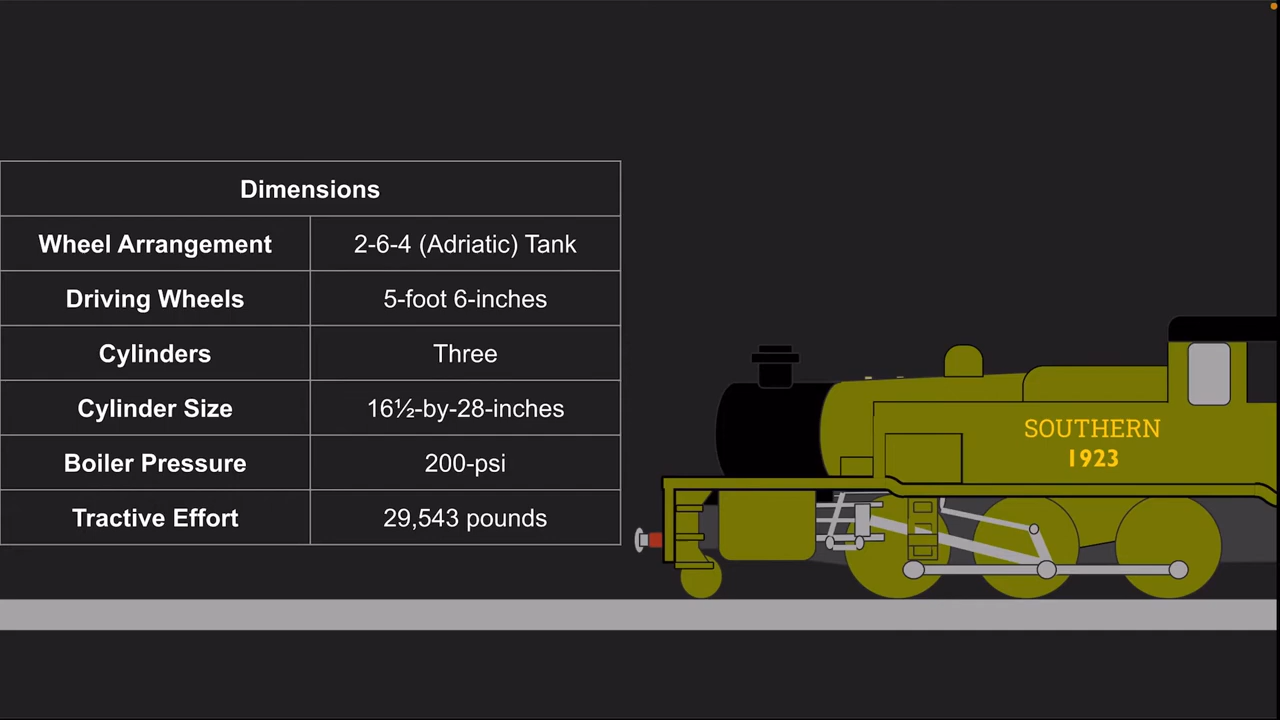 Dimensions
Wheel Arrangement 2-6-4 (Adriatic) Tank
Driving Wheels 5-foot 6-inches
Cylinders Three
Cylinder Size 16½-by-28-inches
Boiler Pressure 200-psi
Tractive Effort 29,543 pounds
SOUTHERN
1923